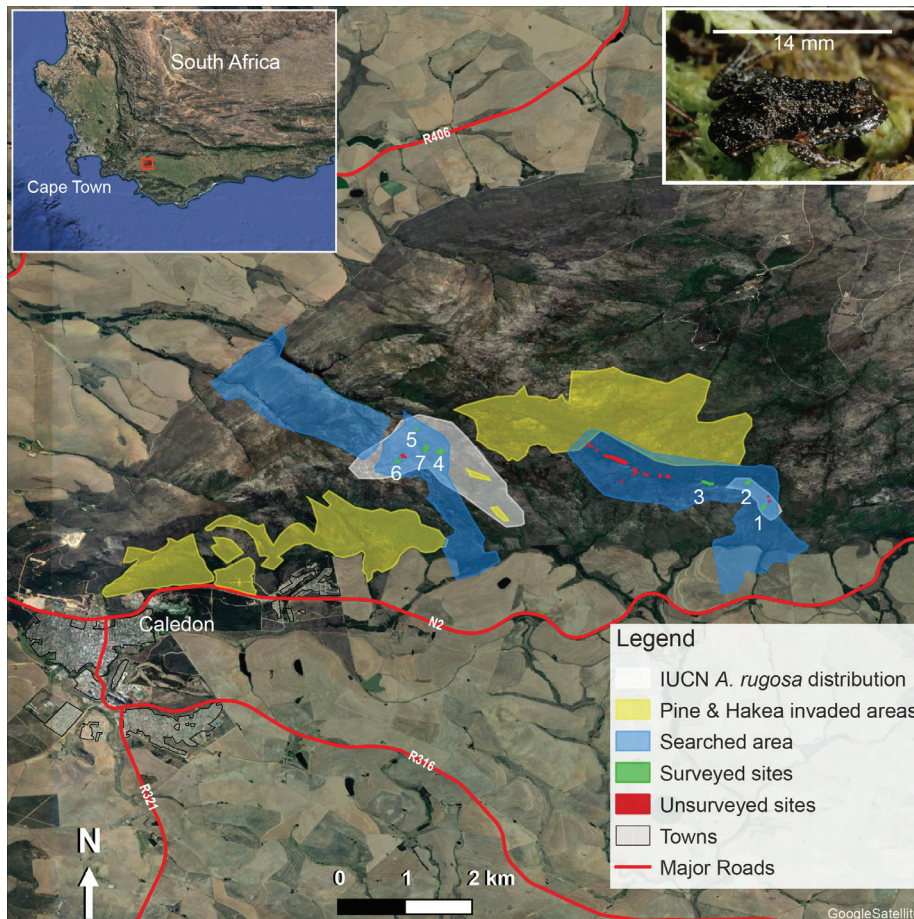 South Africa
Cape Town
14 mm
R406
5
6
7
4
3
2
1
Caledon
N2
R316
R321
N
0 1 2 km
Legend
IUCN A. rugosa distribution
Pine & Hakea invaded areas
Searched area
Surveyed sites
Unsurveyed sites
Towns
Major Roads
GoogleSatellite